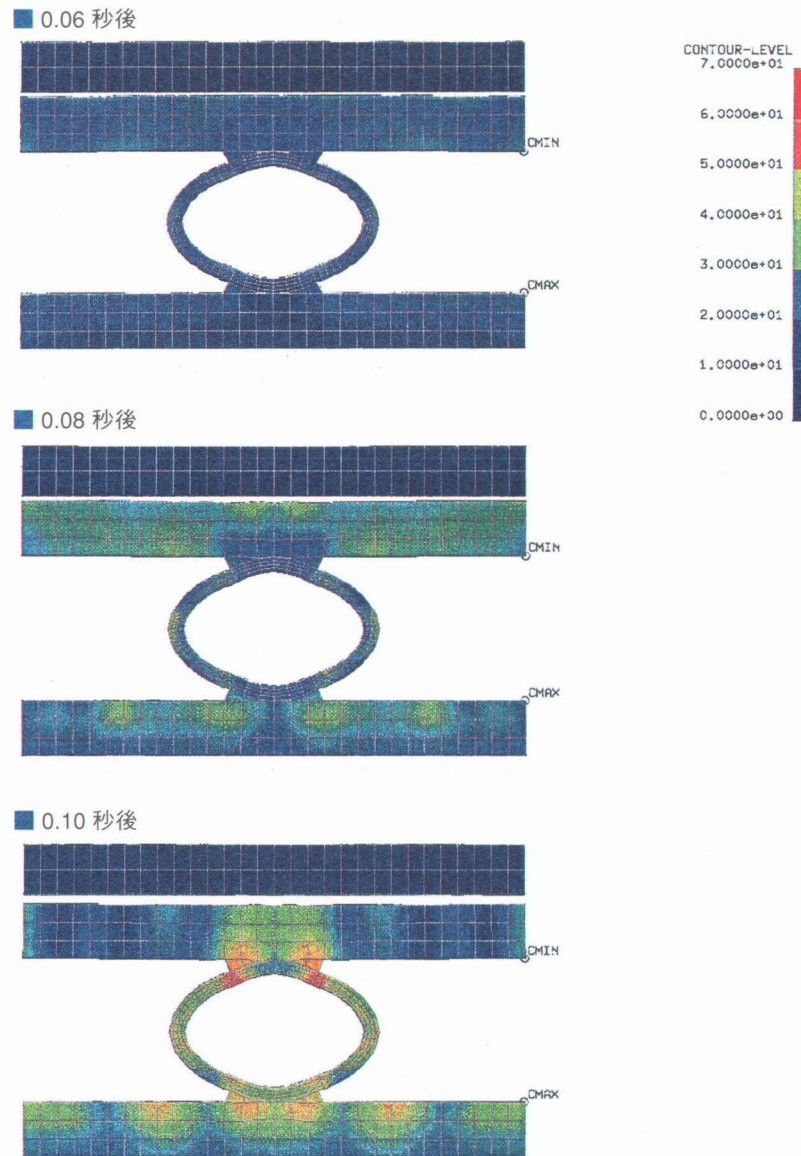 0.06 秒後
CONTOUR-LEVEL
7.0000e+01
6.0000e+01
5.0000e+01
4.0000e+01
3.0000e+01
2.0000e+01
1.0000e+01
0.0000e+00
CMIN
CMAX
0.08 秒後
CMIN
CMAX
0.10 秒後
CMIN
CMAX